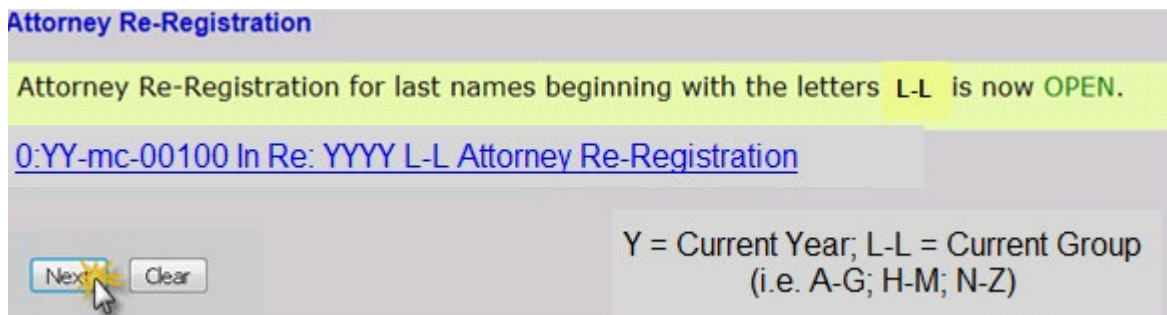 Attorney Re-Registration
Attorney Re-Registration for last names beginning with the letters L-L is now OPEN.
0:YY-mc-00100 In Re: YYYY L-L Attorney Re-Registration
Y = Current Year; L-L = Current Group
(i.e. A-G; H-M; N-Z)
Next Clear